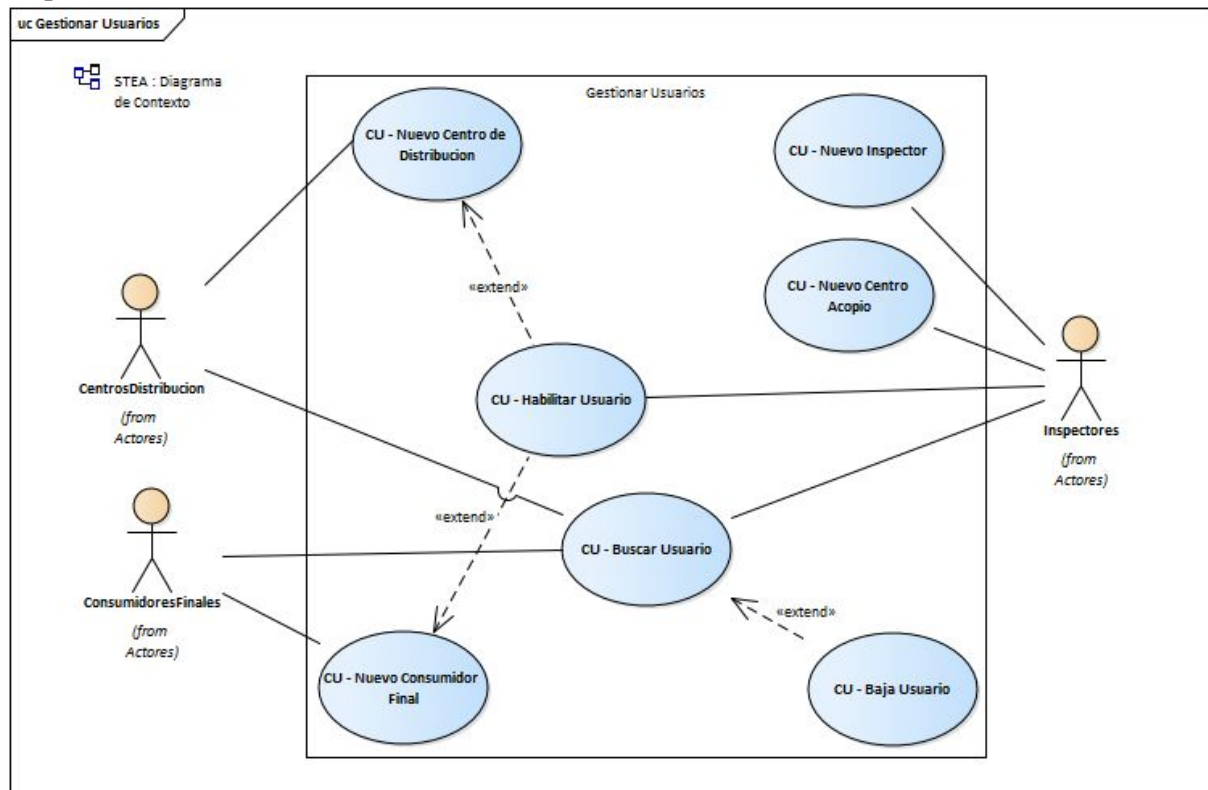 uc Gestionar Usuarios
STEA : Diagrama
de Contexto
Gestionar Usuarios
CU - Nuevo Centro de
Distribucion
CU - Nuevo Inspector
CU - Nuevo Centro
Acopio
«extend»
CentrosDistribucion
(from
Actores)
CU - Habilitar Usuario
Inspectores
(from
Actores)
«extend»
CU - Buscar Usuario
ConsumidoresFinales
(from
Actores)
«extend»
CU - Nuevo Consumidor
Final
CU - Baja Usuario